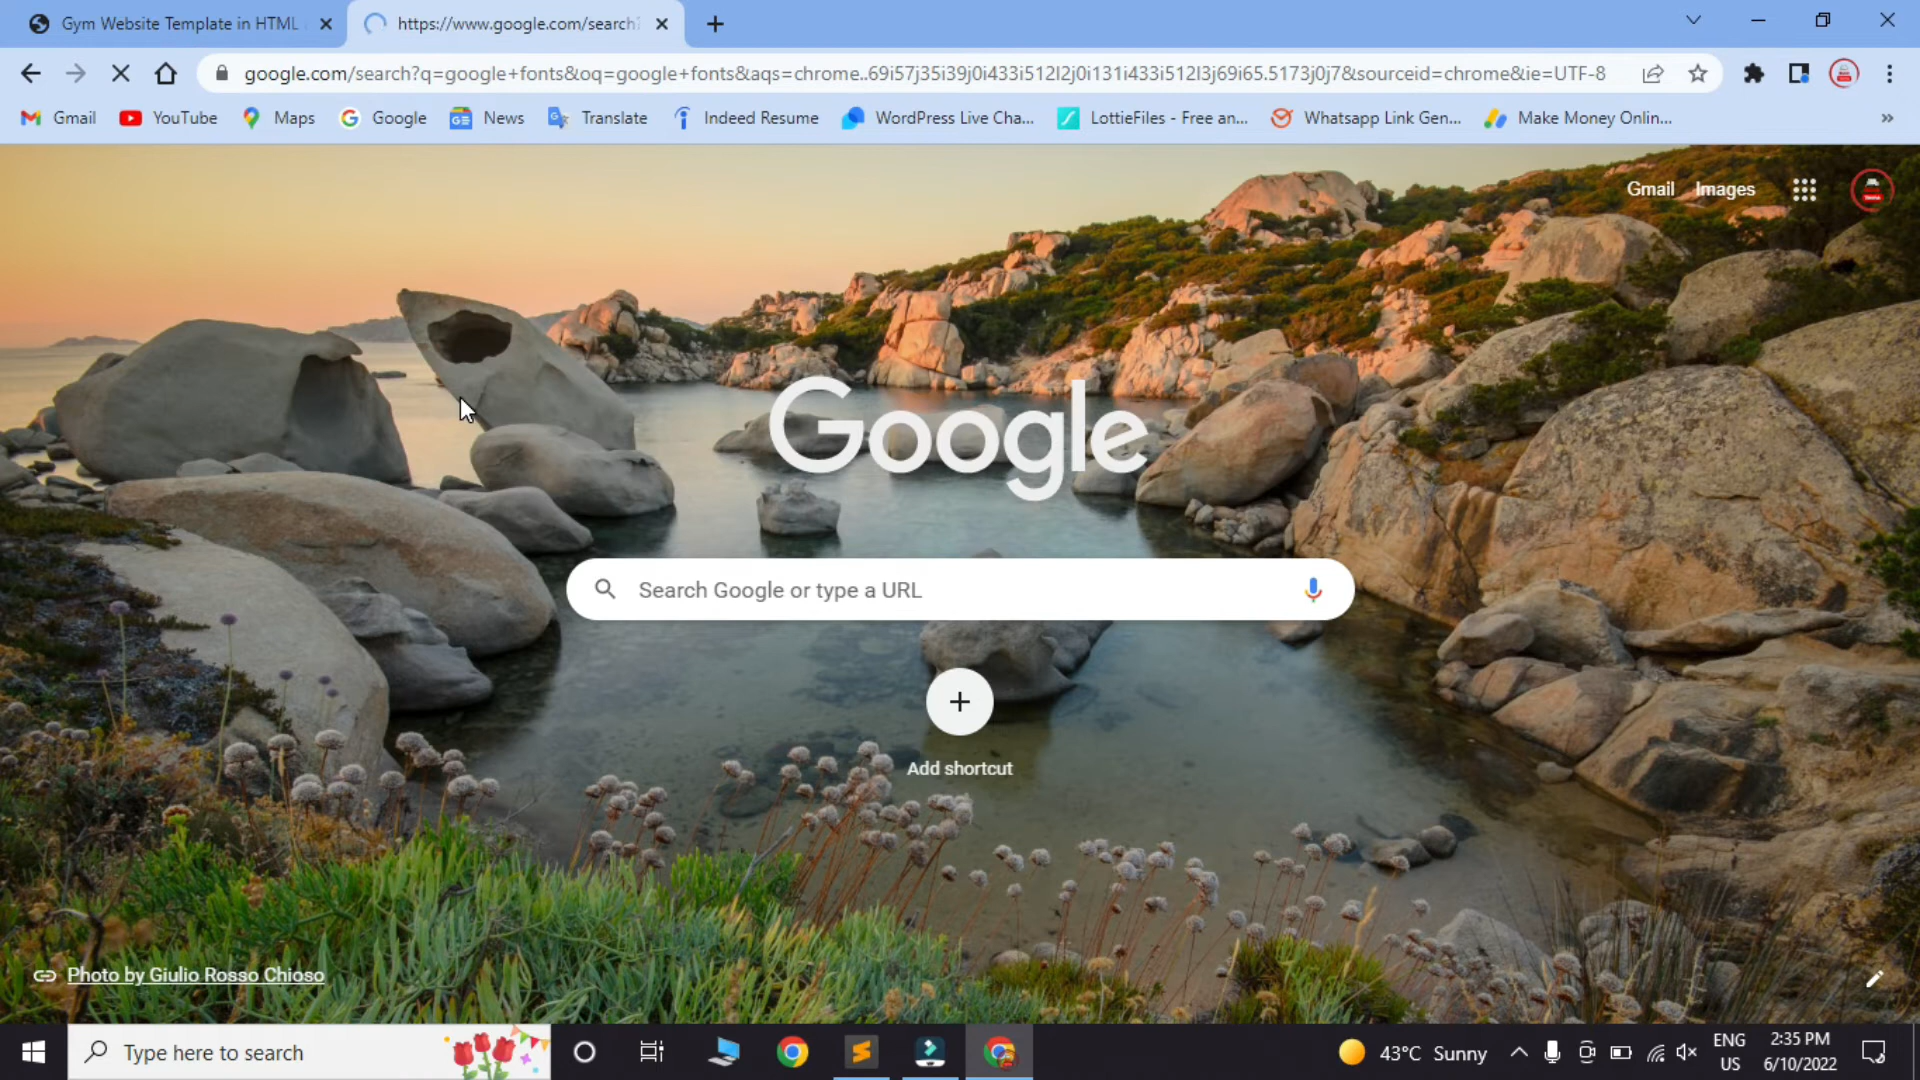 Gym Website Template in HTML
https://www.google.com/search?
google.com/search?q=google+fonts&oq=google+fonts&aqs=chrome..69i57j35i39j0i433i512l2j0i131i433i512l3j69i65.5173j0j7&sourceid=chrome&ie=UTF-8
Gmail
YouTube
Maps
Google
News
Translate
Indeed Resume
WordPress Live Cha...
LottieFiles - Free an...
Whatsapp Link Gen...
Make Money Onlin...
»
Gmail Images
Google
Search Google or type a URL
Add shortcut
Photo by Giulio Rosso Chioso
Type here to search
43°C Sunny
ENG
US
2:35 PM
6/10/2022